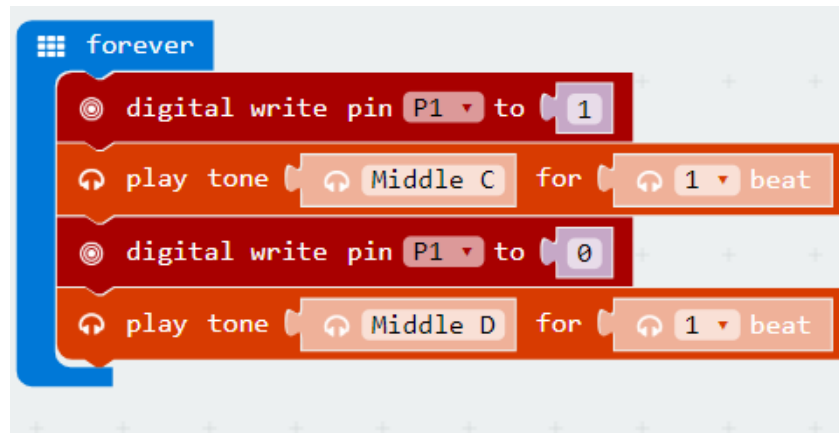 forever
digital write pin P1 to 1
play tone Middle C for 1 beat
digital write pin P1 to 0
play tone Middle D for 1 beat